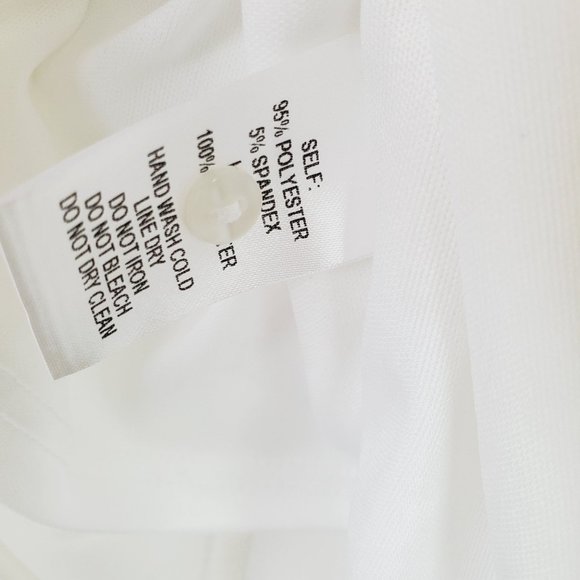 SELF:
95% POLYESTER
5% SPANDEX
100%
HAND WASH COLD
LINE DRY
DO NOT IRON
DO NOT BLEACH
DO NOT DRY CLEAN